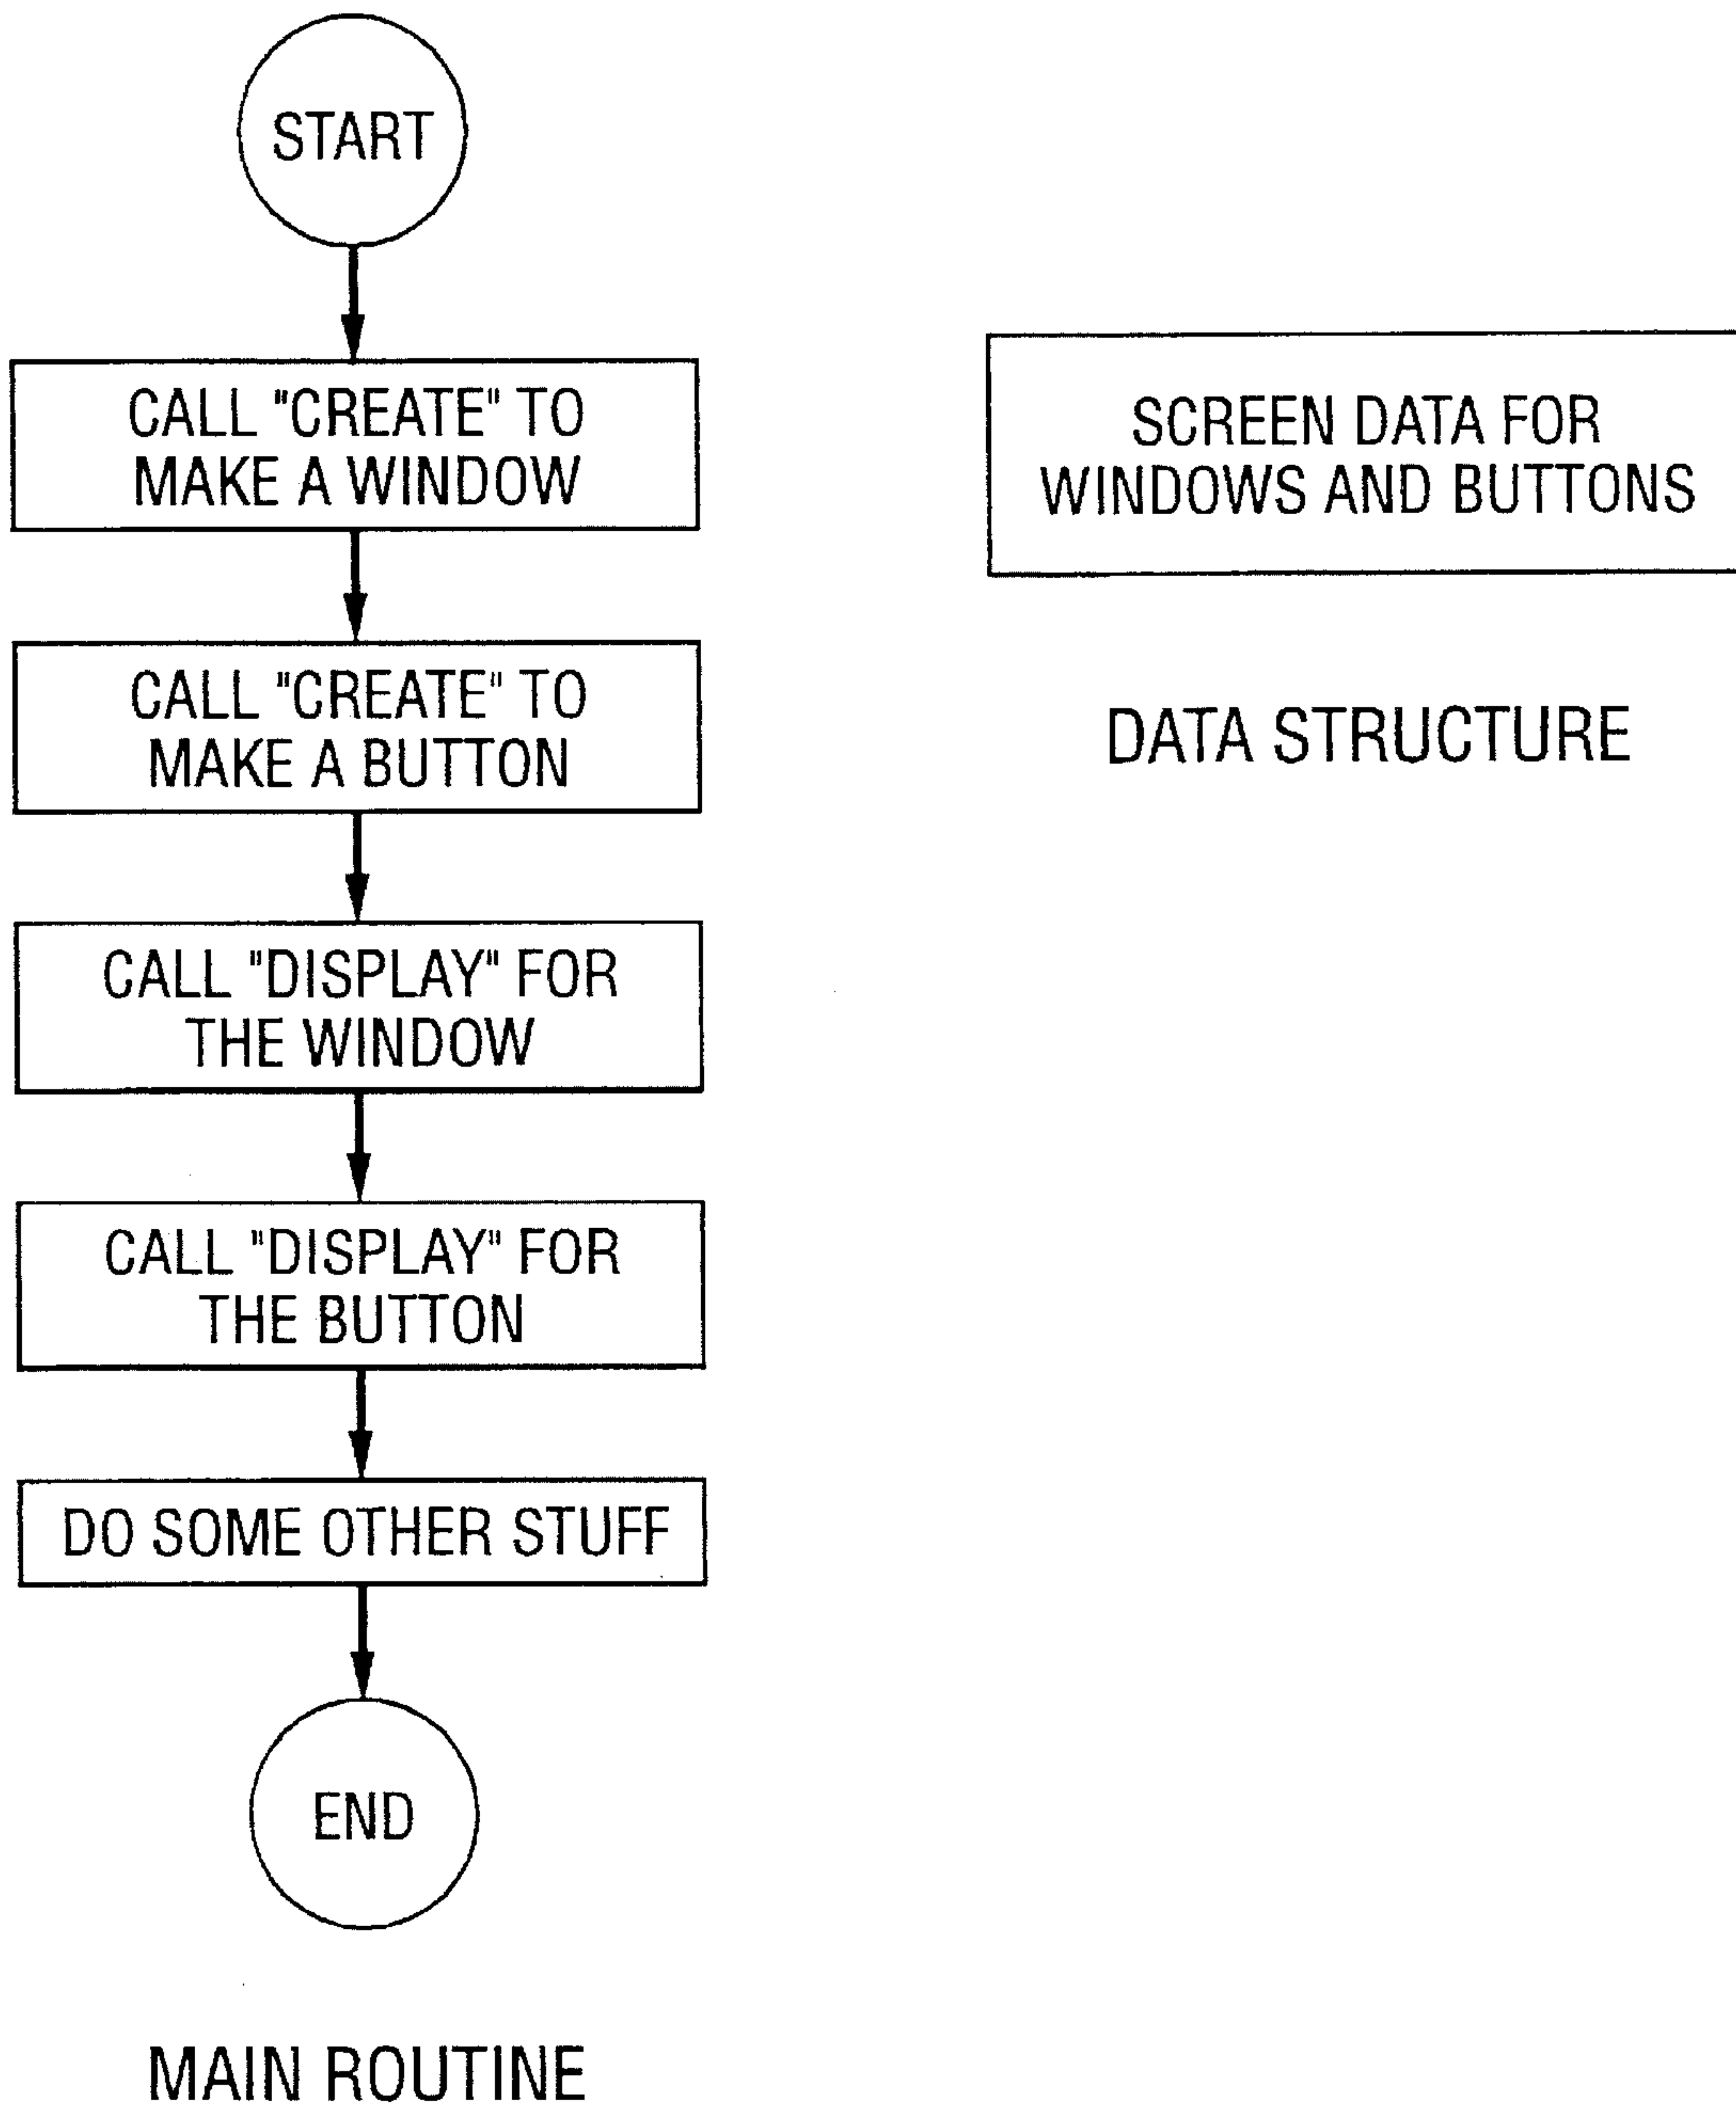 START
CALL "CREATE" TO
MAKE A WINDOW
CALL "CREATE" TO
MAKE A BUTTON
CALL "DISPLAY" FOR
THE WINDOW
CALL "DISPLAY" FOR
THE BUTTON
DO SOME OTHER STUFF
END
MAIN ROUTINE
SCREEN DATA FOR
WINDOWS AND BUTTONS
DATA STRUCTURE